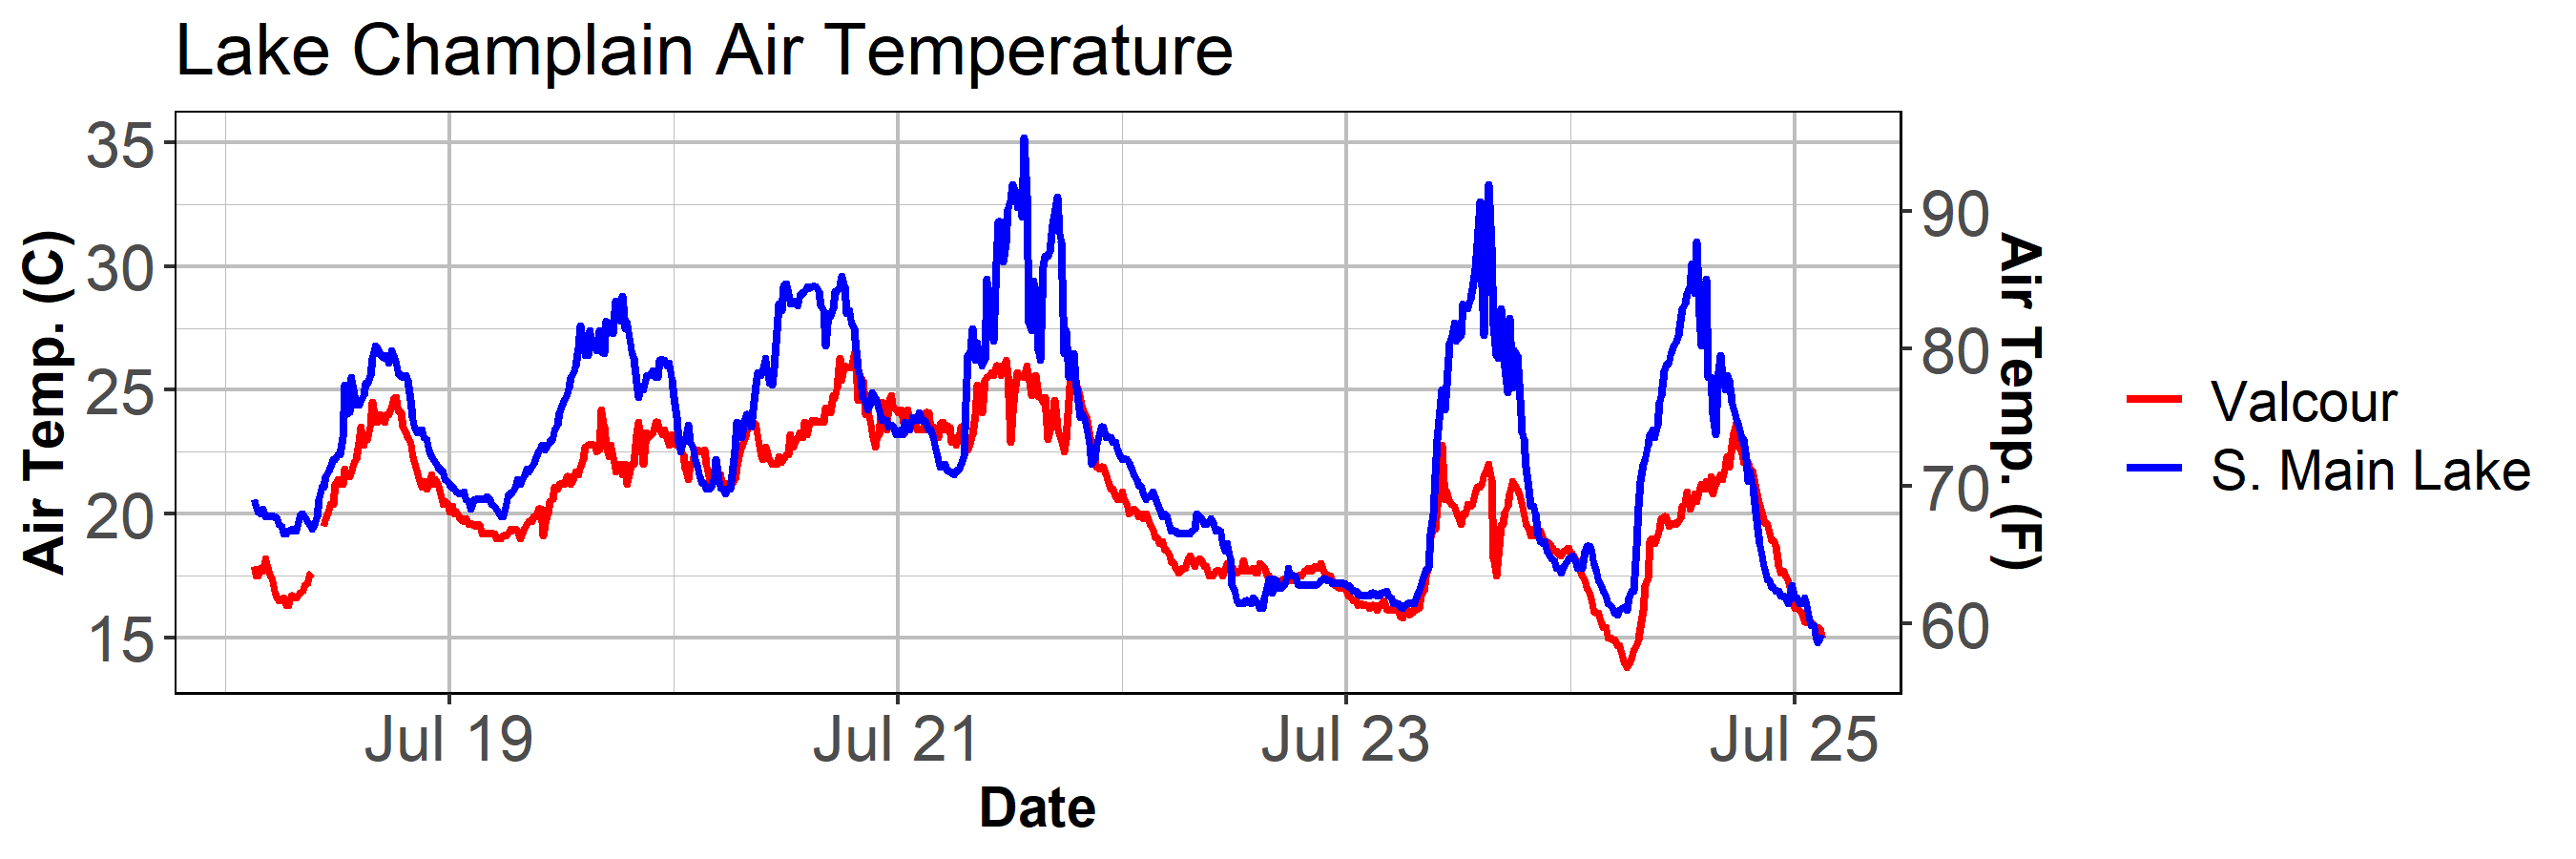 Lake Champlain Air Temperature
Air Temp. (C)
35
30
25
20
15
90
80
70
60
Air Temp. (F)
Jul 19
Jul 21
Jul 23
Jul 25
Date
Valcour
S. Main Lake